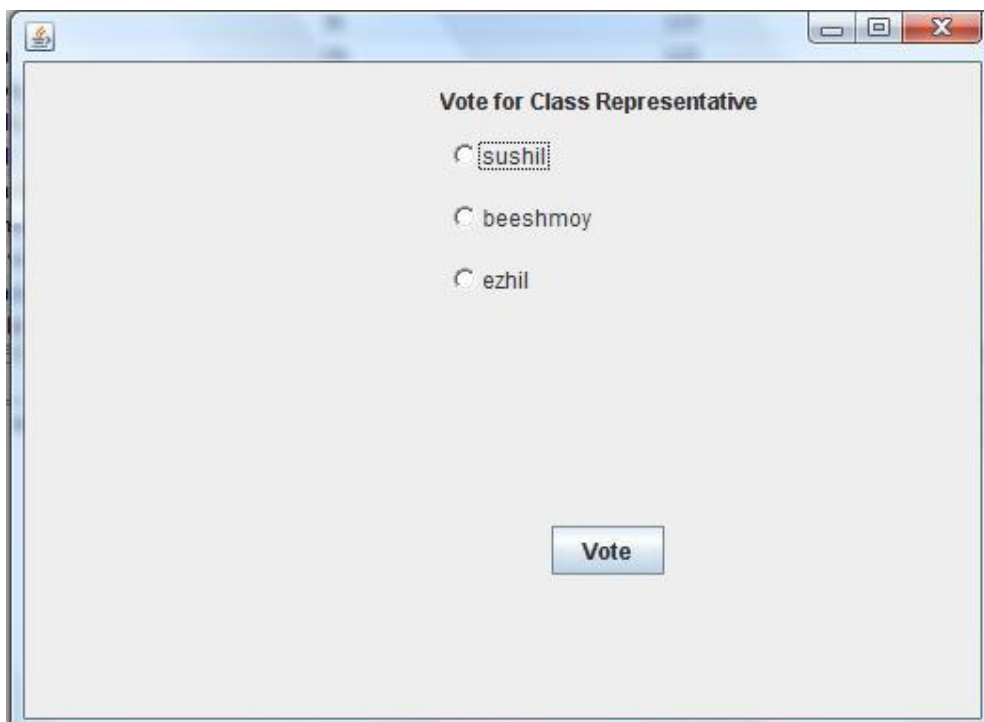 Vote for Class Representative
sushil
beeshmoy
ezhil
Vote